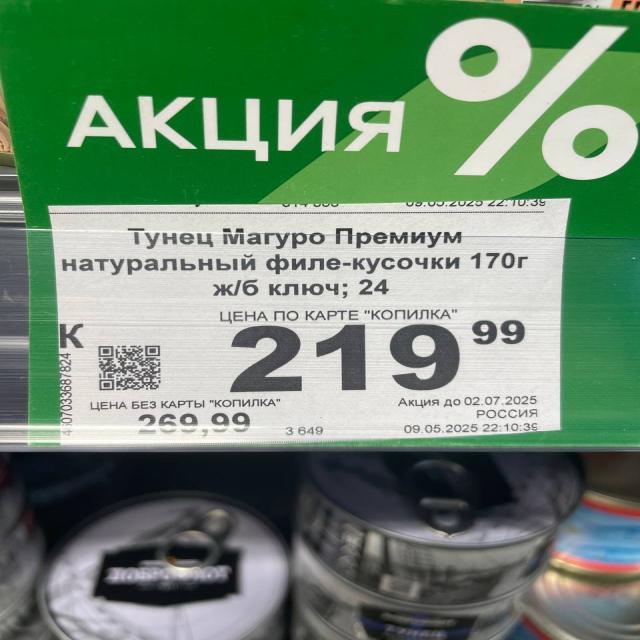 АКЦИЯ %
09.05.2025 22:10:39
Тунец Магуро Премиум
натуральный филе-кусочки 170г
ж/б ключ; 24
ЦЕНА ПО КАРТЕ "КОПИЛКА"
К
219 99
ЦЕНА БЕЗ КАРТЫ "КОПИЛКА"
269,99
3 649
Акция до 02.07.2025
РОССИЯ
09.05.2025 22:10:39
ДОБРОФЛОТ